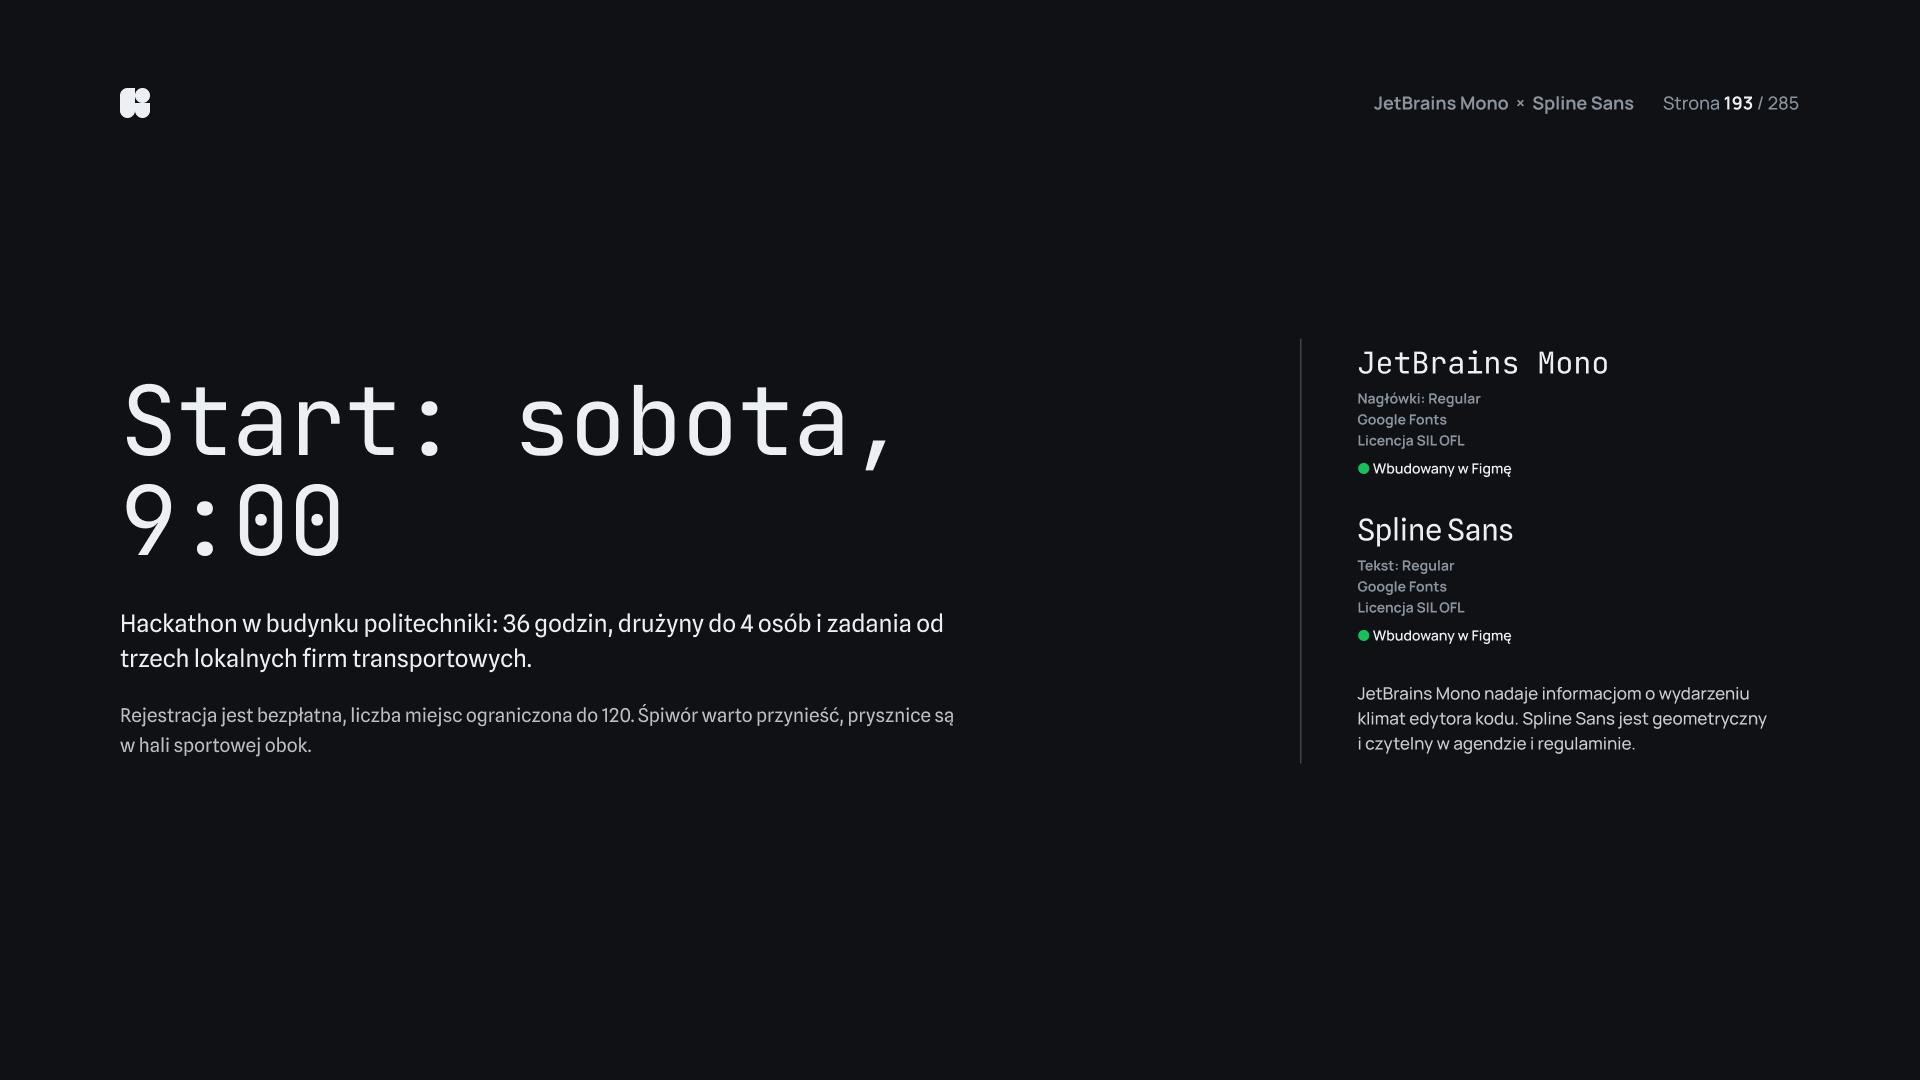 JetBrains Mono × Spline Sans
Strona 193 / 285
Start: sobota,
9:00
Hackathon w budynku politechniki: 36 godzin, drużyny do 4 osób i zadania od
trzech lokalnych firm transportowych.
Rejestracja jest bezpłatna, liczba miejsc ograniczona do 120. Śpiwór warto przynieść, prysznice są
w hali sportowej obok.
JetBrains Mono
Nagłówki: Regular
Google Fonts
Licencja SIL OFL
Wbudowany w Figmę
Spline Sans
Tekst: Regular
Google Fonts
Licencja SIL OFL
Wbudowany w Figmę
JetBrains Mono nadaje informacjom o wydarzeniu
klimat edytora kodu. Spline Sans jest geometryczny
i czytelny w agendzie i regulaminie.